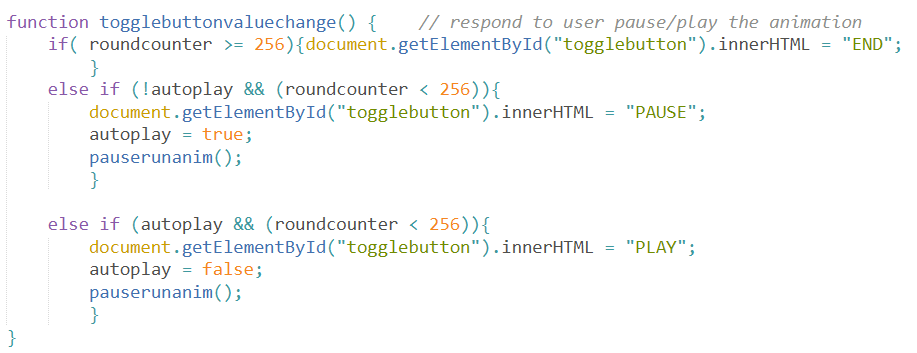 function togglebuttonvaluechange() {    // respond to user pause/play the animation
    if( roundcounter >= 256){document.getElementById("togglebutton").innerHTML = "END";
        }
    else if (!autoplay && (roundcounter < 256)){
        document.getElementById("togglebutton").innerHTML = "PAUSE";
        autoplay = true;
        pauserunanim();
        }

    else if (autoplay && (roundcounter < 256)){
        document.getElementById("togglebutton").innerHTML = "PLAY";
        autoplay = false;
        pauserunanim();
        }
}